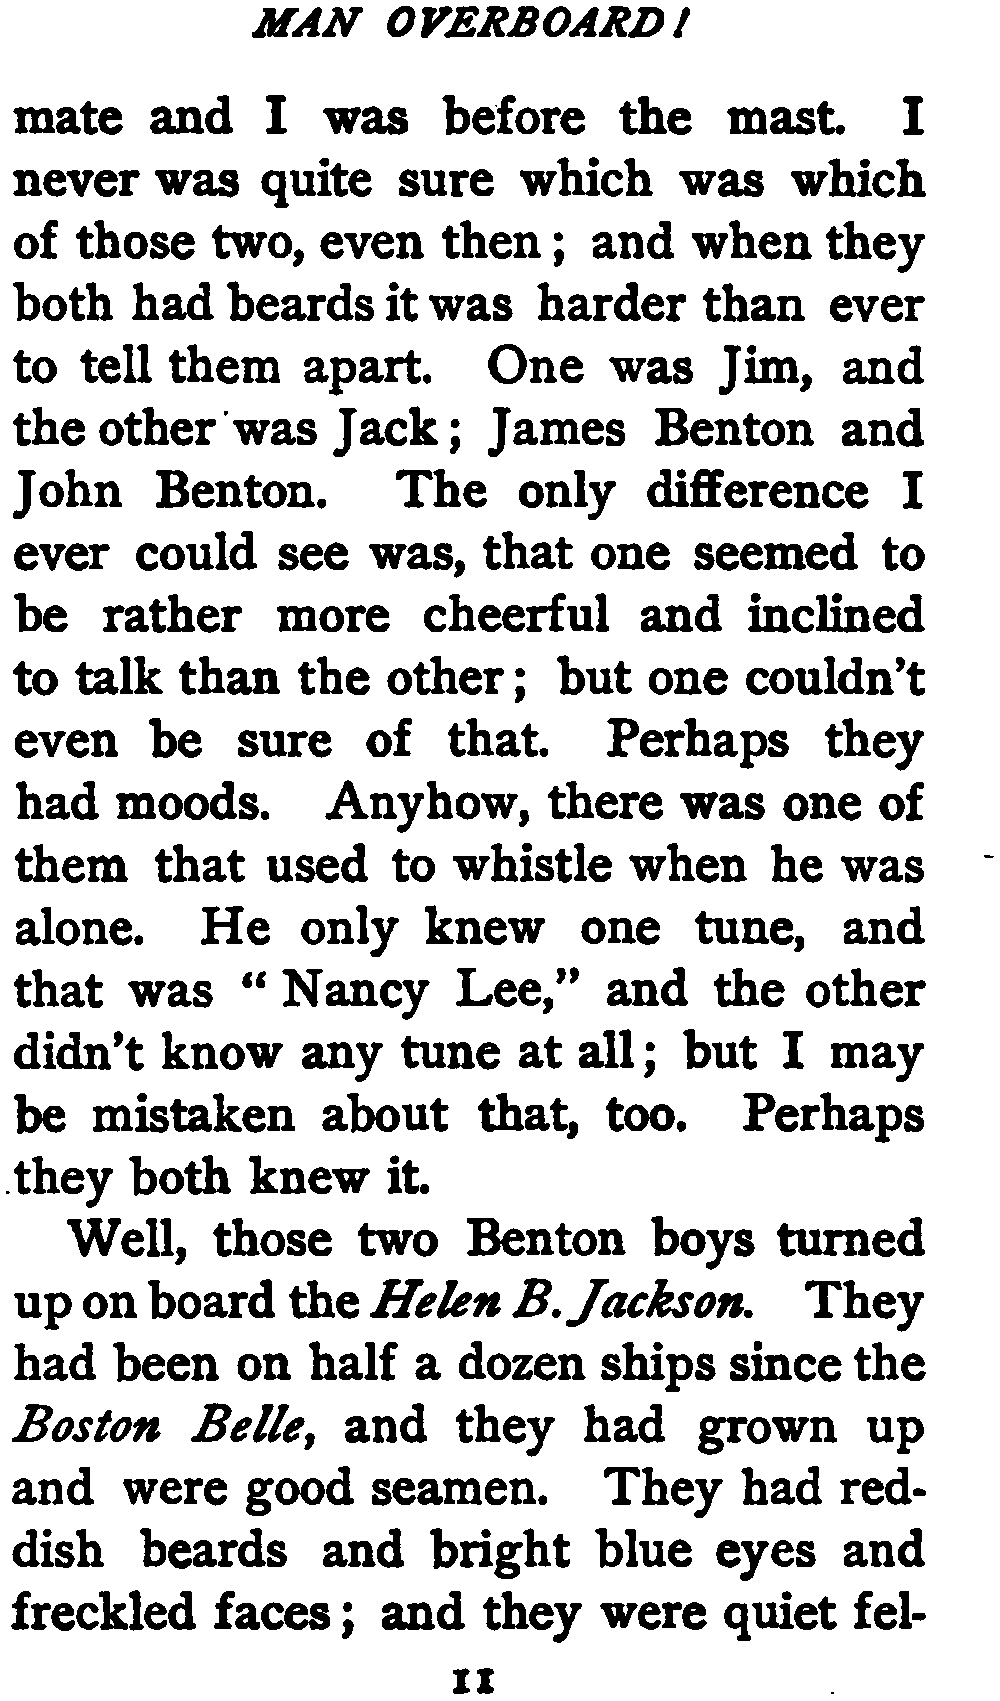 MAN OVERBOARD!
mate and I was before the mast. I
never was quite sure which was which
of those two, even then; and when they
both had beards it was harder than ever
to tell them apart. One was Jim, and
the other was Jack; James Benton and
John Benton. The only difference I
ever could see was, that one seemed to
be rather more cheerful and inclined
to talk than the other; but one couldn't
even be sure of that. Perhaps they
had moods. Anyhow, there was one of
them that used to whistle when he was
alone. He only knew one tune, and
that was "Nancy Lee," and the other
didn't know any tune at all; but I may
be mistaken about that, too. Perhaps
they both knew it.
Well, those two Benton boys turned
up on board the Helen B. Jackson. They
had been on half a dozen ships since the
Boston Belle, and they had grown up
and were good seamen. They had red-
dish beards and bright blue eyes and
freckled faces; and they were quiet fel-
11